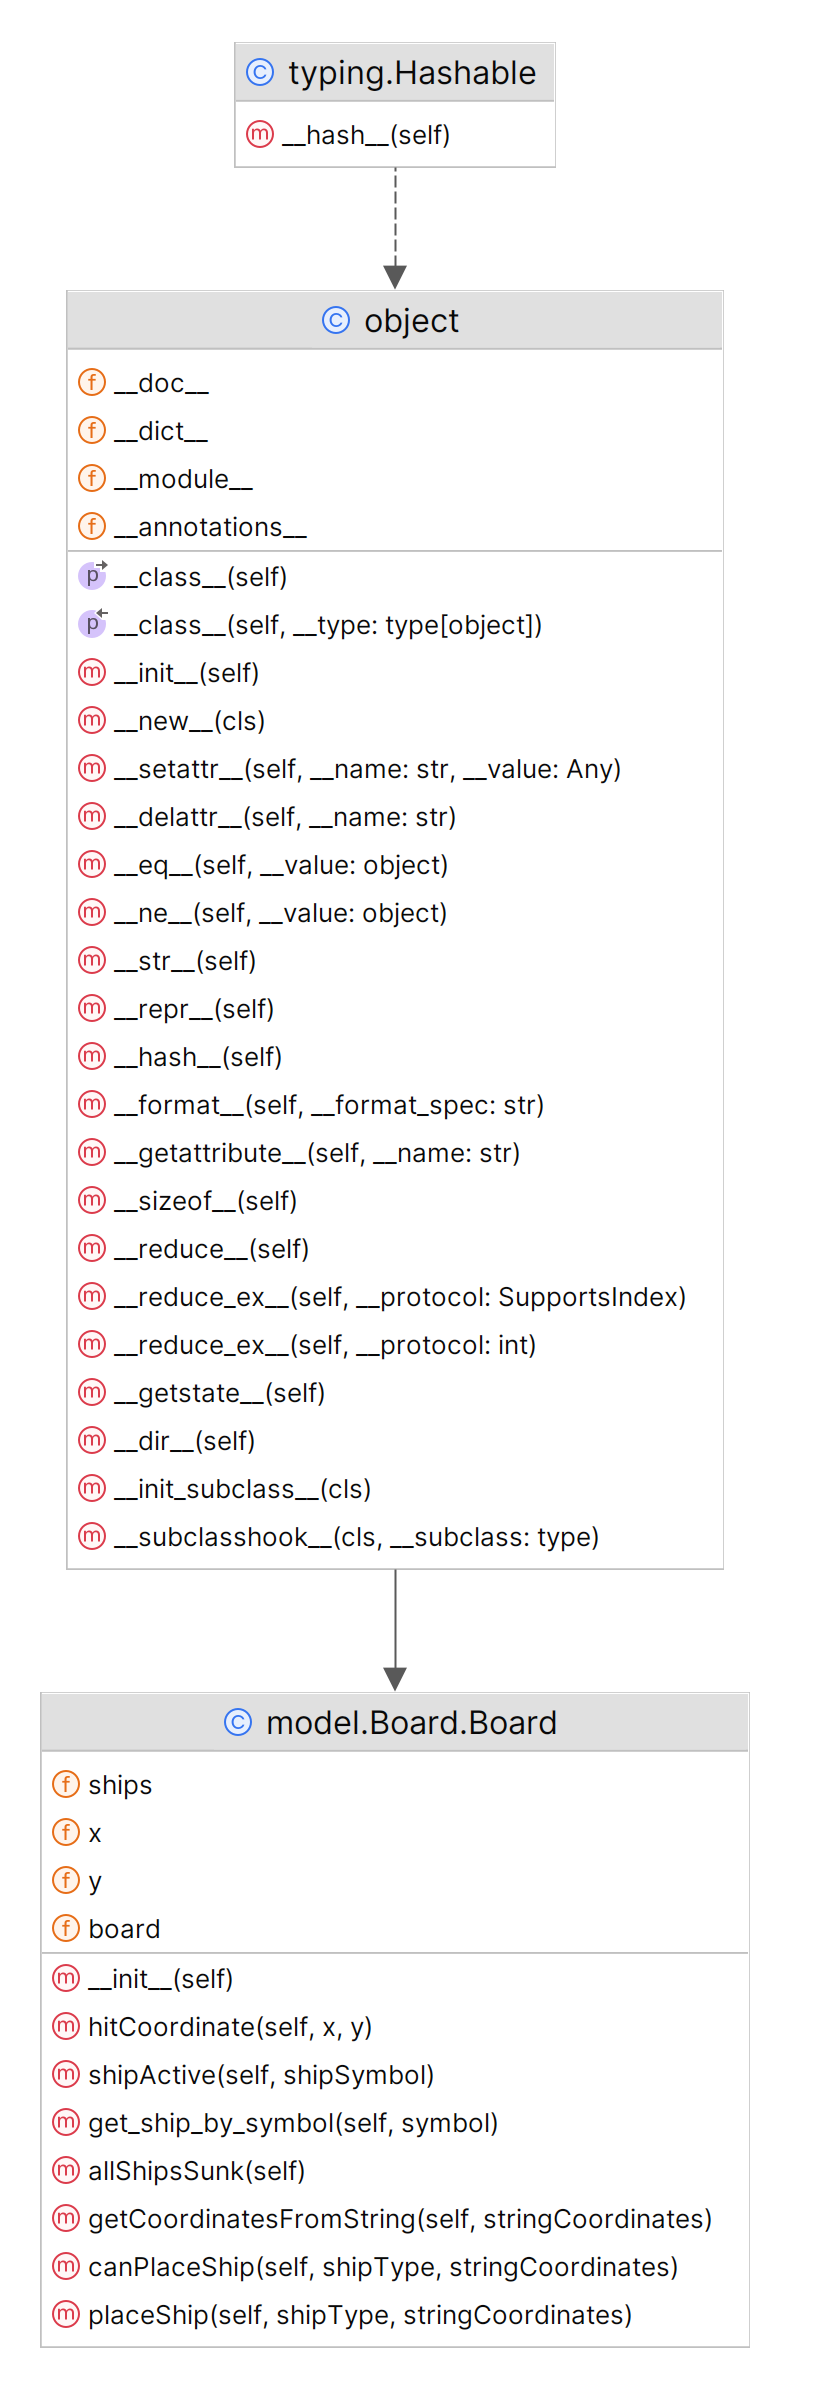 C typing.Hashable
m __hash__(self)
C object
f __doc__
f __dict__
f __module__
f __annotations__
p __class__(self)
p __class__(self, __type: type[object])
m __init__(self)
m __new__(cls)
m __setattr__(self, __name: str, __value: Any)
m __delattr__(self, __name: str)
m __eq__(self, __value: object)
m __ne__(self, __value: object)
m __str__(self)
m __repr__(self)
m __hash__(self)
m __format__(self, __format_spec: str)
m __getattribute__(self, __name: str)
m __sizeof__(self)
m __reduce__(self)
m __reduce_ex__(self, __protocol: SupportsIndex)
m __reduce_ex__(self, __protocol: int)
m __getstate__(self)
m __dir__(self)
m __init_subclass__(cls)
m __subclasshook__(cls, __subclass: type)
C model.Board.Board
f ships
f x
f y
f board
m __init__(self)
m hitCoordinate(self, x, y)
m shipActive(self, shipSymbol)
m get_ship_by_symbol(self, symbol)
m allShipsSunk(self)
m getCoordinatesFromString(self, stringCoordinates)
m canPlaceShip(self, shipType, stringCoordinates)
m placeShip(self, shipType, stringCoordinates)